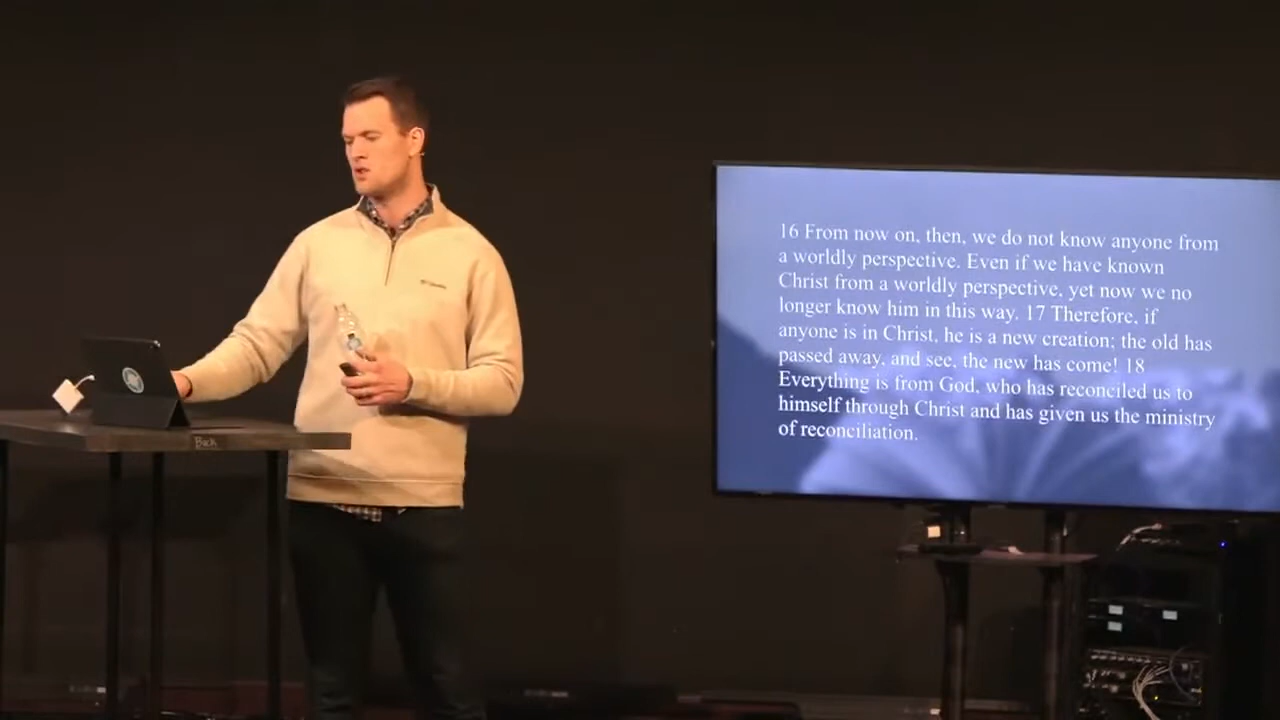 16 From now on, then, we do not know anyone from
a worldly perspective. Even if we have known
Christ from a worldly perspective, yet now we no
longer know him in this way. 17 Therefore, if
anyone is in Christ, he is a new creation; the old has
passed away, and see, the new has come! 18
Everything is from God, who has reconciled us to
himself through Christ and has given us the ministry
of reconciliation.
Back